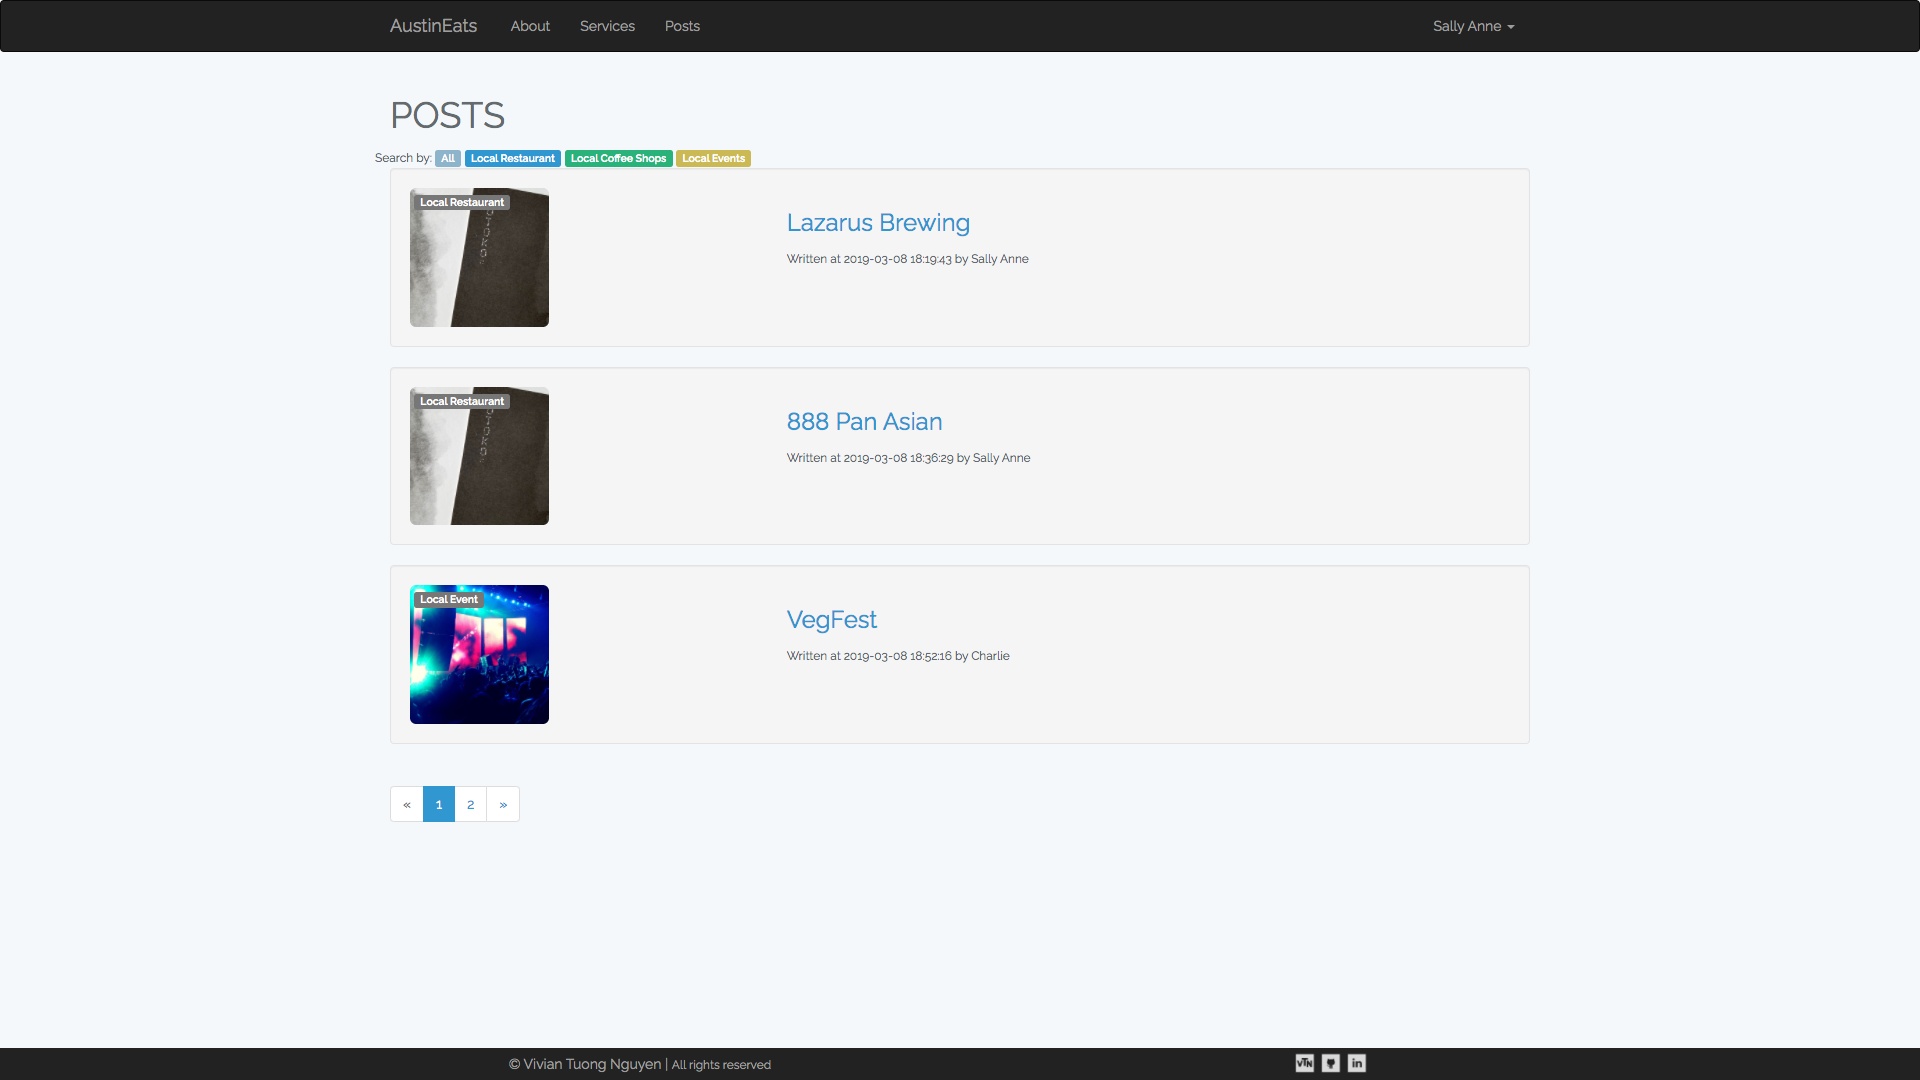 AustinEats About Services Posts Sally Anne
POSTS
Search by: All Local Restaurant Local Coffee Shops Local Events
Local Restaurant
Lazarus Brewing
Written at 2019-03-08 18:19:43 by Sally Anne
Local Restaurant
888 Pan Asian
Written at 2019-03-08 18:36:29 by Sally Anne
Local Event
VegFest
Written at 2019-03-08 18:52:16 by Charlie
« 1 2 »
© Vivian Tuong Nguyen | All rights reserved VTN in